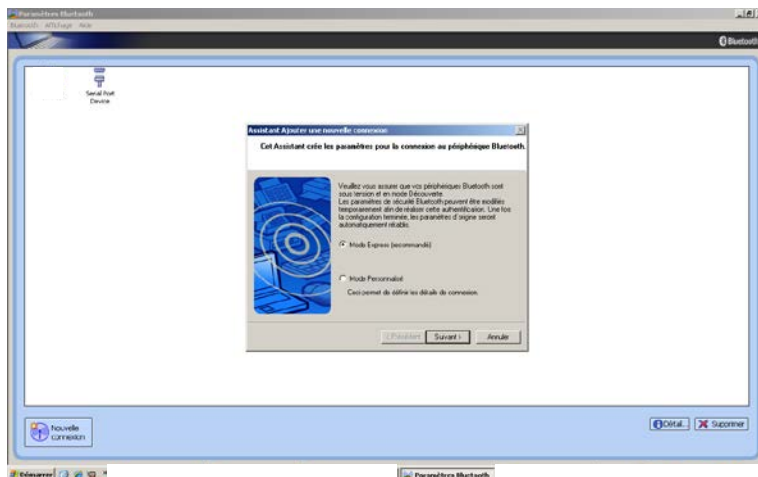 Paramètres Bluetooth
Bluetooth Affichage Aide
Bluetooth
Serial Port
Device
Assistant Ajouter une nouvelle connexion
Cet Assistant crée les paramètres pour la connexion au périphérique Bluetooth.
Veuillez vous assurer que vos périphériques Bluetooth sont
sous tension et en mode Découverte.
Les paramètres de sécurité Bluetooth peuvent être modifiés
temporairement afin de réaliser cette authentification. Une fois
la configuration terminée, les paramètres d'origine seront
automatiquement rétablis.
Mode Express (recommandé)
Mode Personnalisé
Ceci permet de définir les détails de connexion.
< Précédent Suivant > Annuler
Nouvelle
connexion
Détail... Supprimer
Démarrer
Paramètres Bluetooth